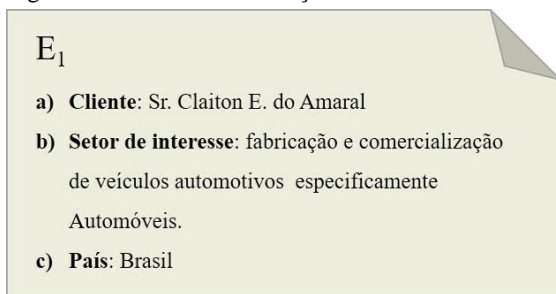 E1
a) Cliente: Sr. Claiton E. do Amaral
b) Setor de interesse: fabricação e comercialização
de veículos automotivos especificamente
Automóveis.
c) País: Brasil